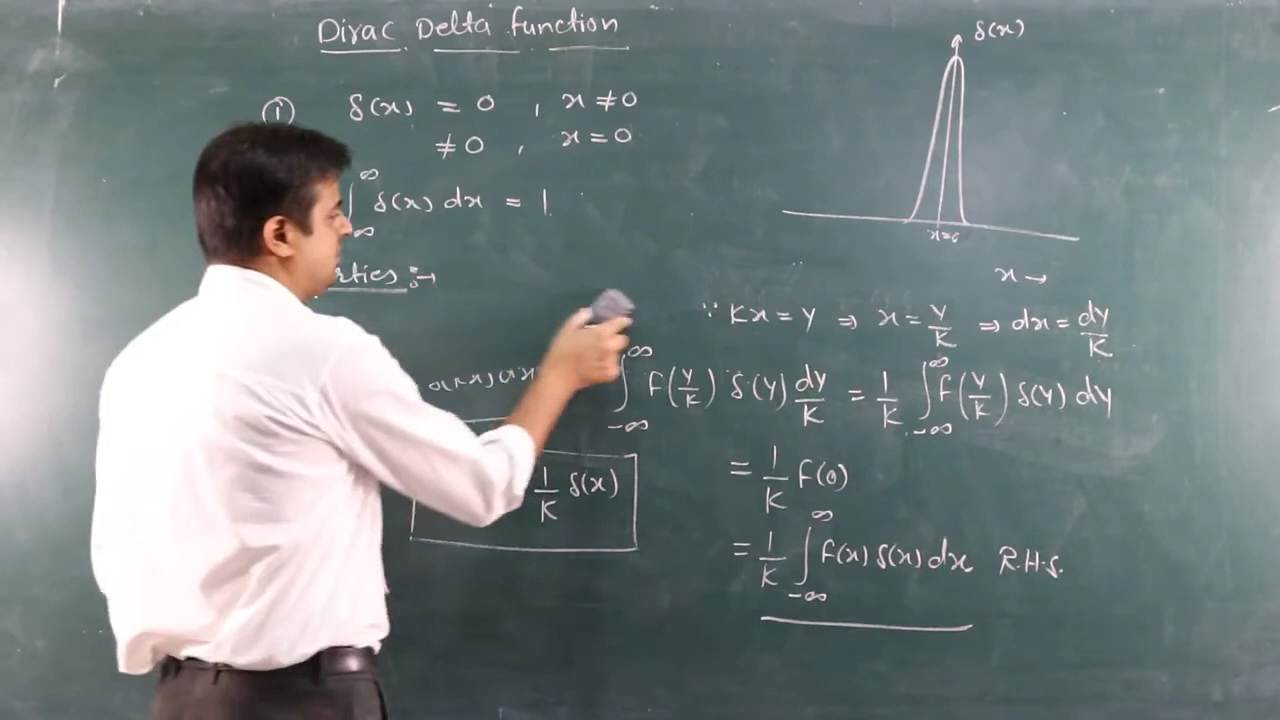 Dirac Delta function
① δ(x) = 0 , x ≠ 0
≠ 0 , x = 0
∫ ∞ δ(x) dx = 1
∞
rties :→
δ(x)
x=0
x →
∵ Kx = y ⇒ x = y/K ⇒ dx = dy/K
∫_{-∞}^{∞} F(y/K) δ(y) dy/K = 1/K ∫_{-∞}^{∞} F(y/K) δ(y) dy
= 1/K F(0)
= 1/K ∫_{-∞}^{∞} F(x) δ(x) dx R.H.S.
1/K δ(x)